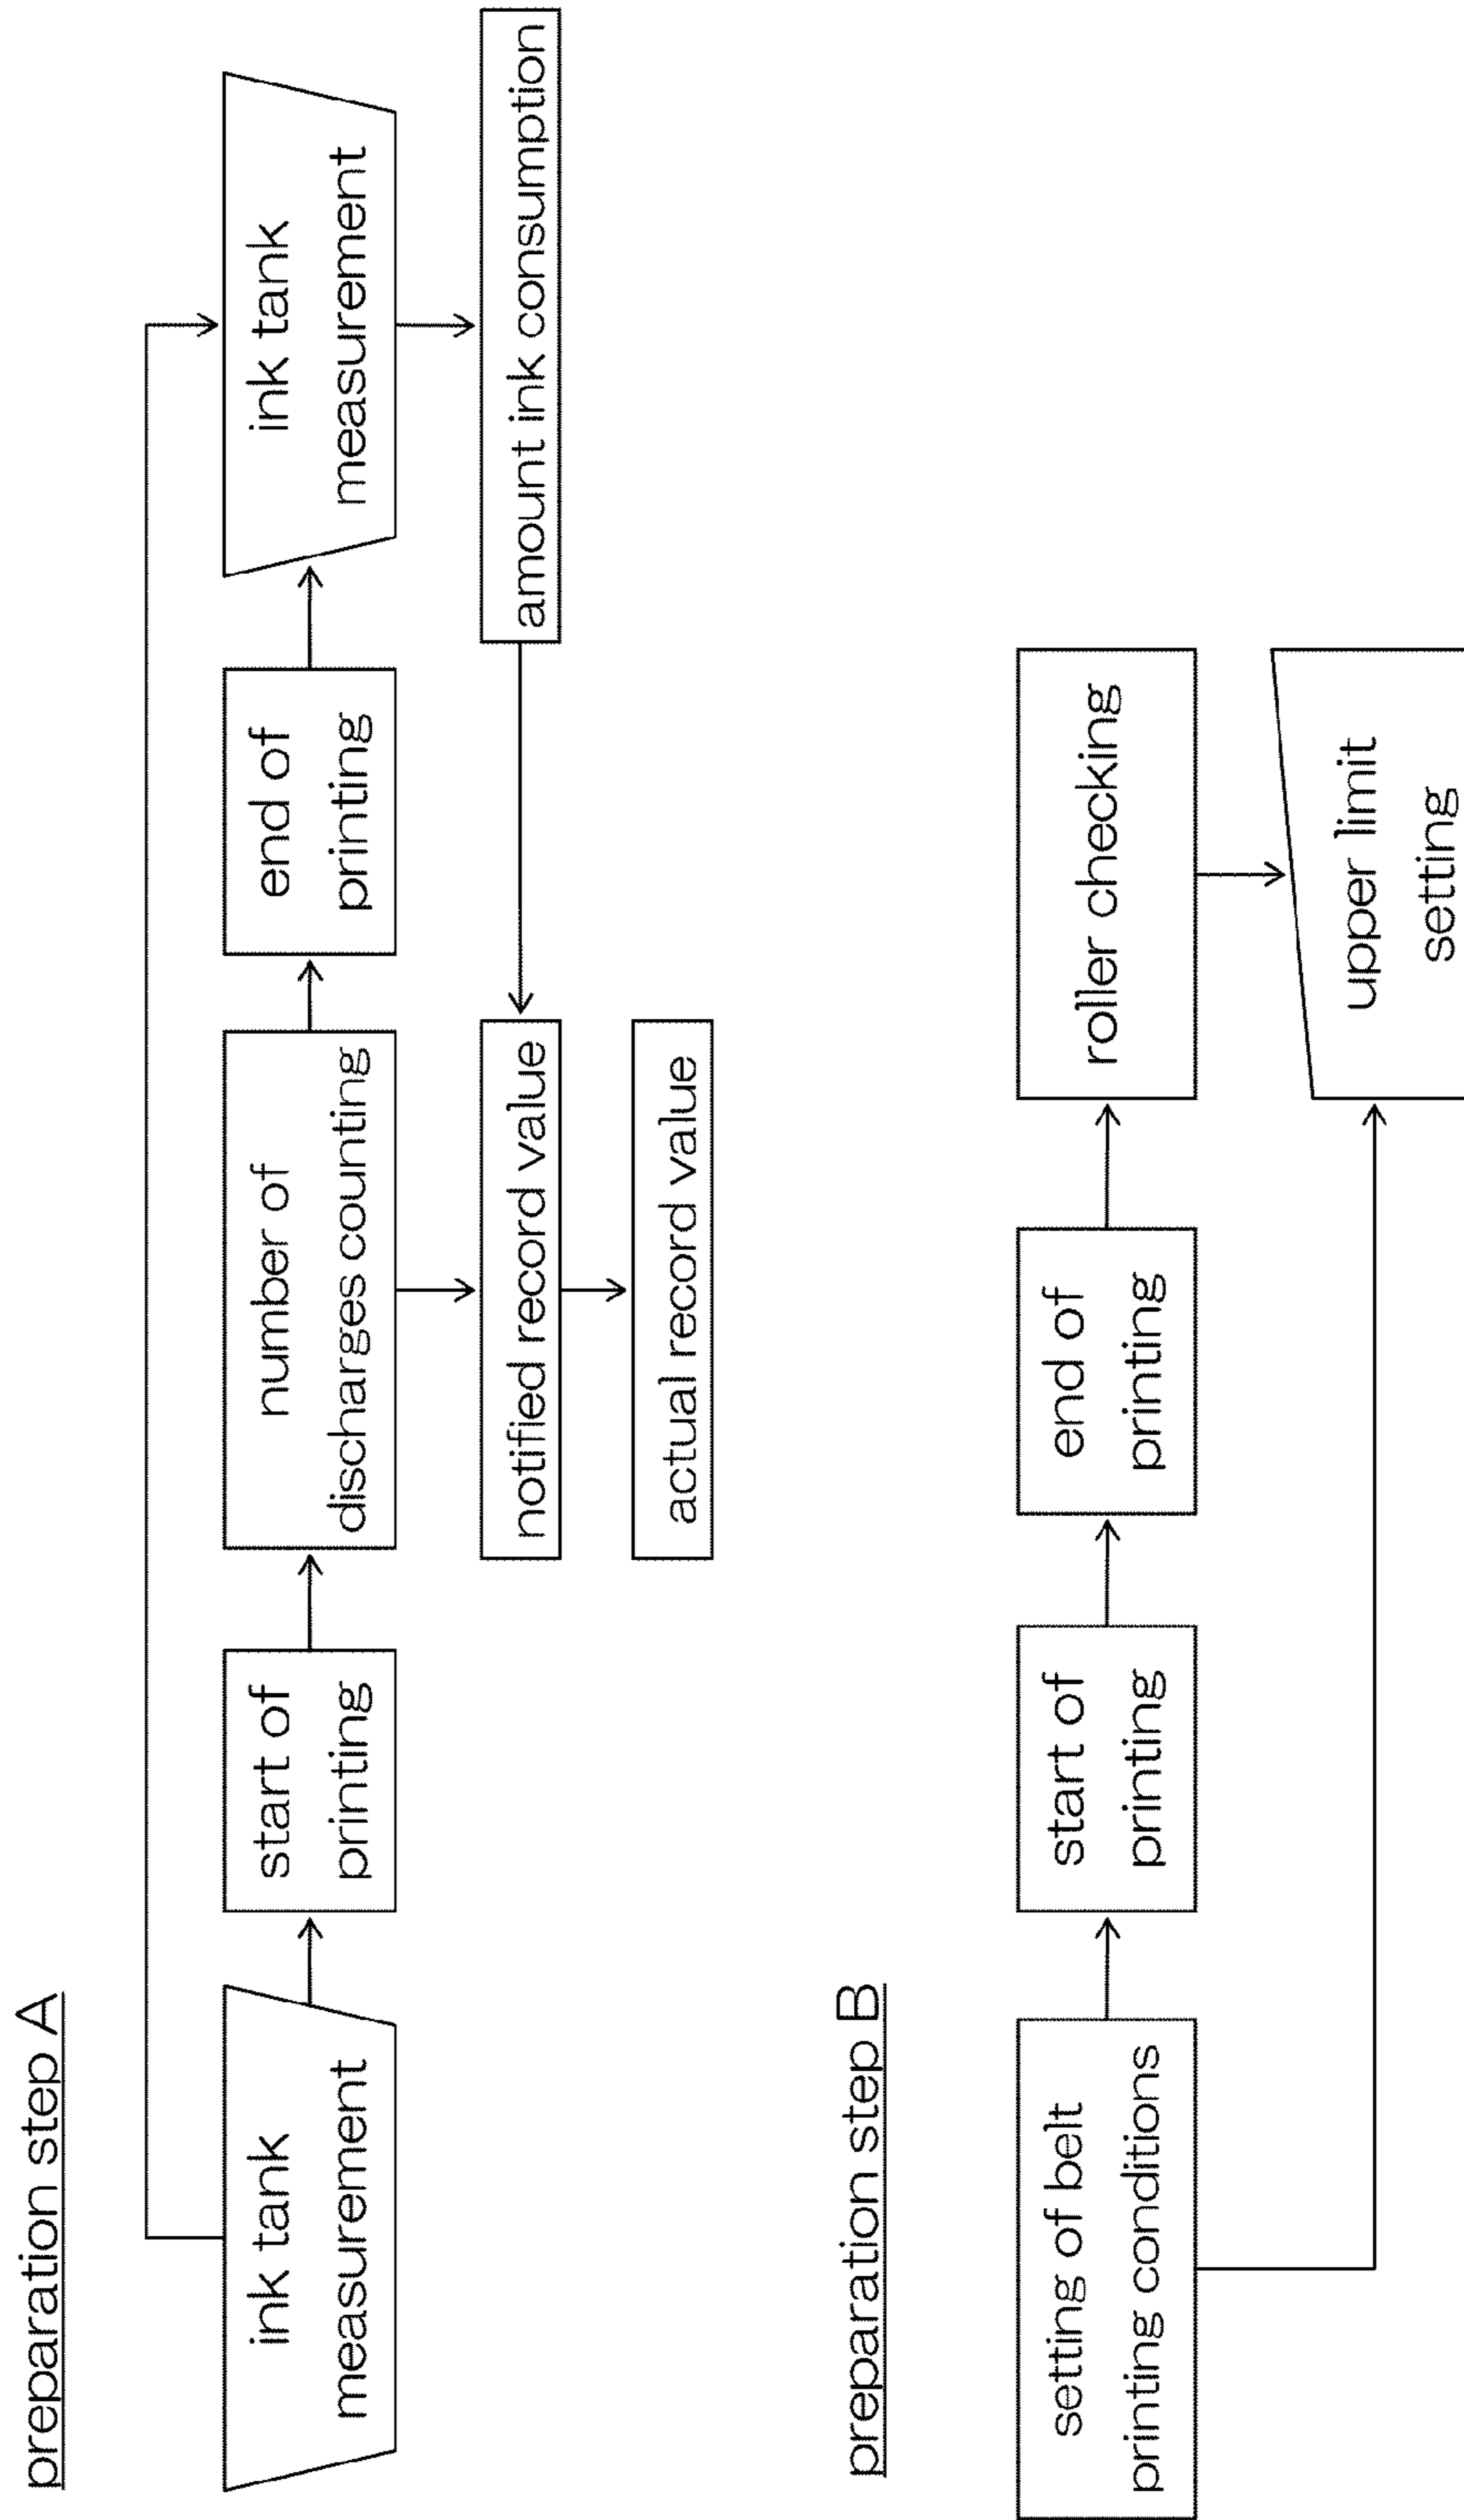 preparation step A
ink tank
measurement
start of
printing
number of
discharges counting
end of
printing
ink tank
measurement
notified record value
amount ink consumption
actual record value
preparation step B
setting of belt
printing conditions
start of
printing
end of
printing
roller checking
upper limit
setting